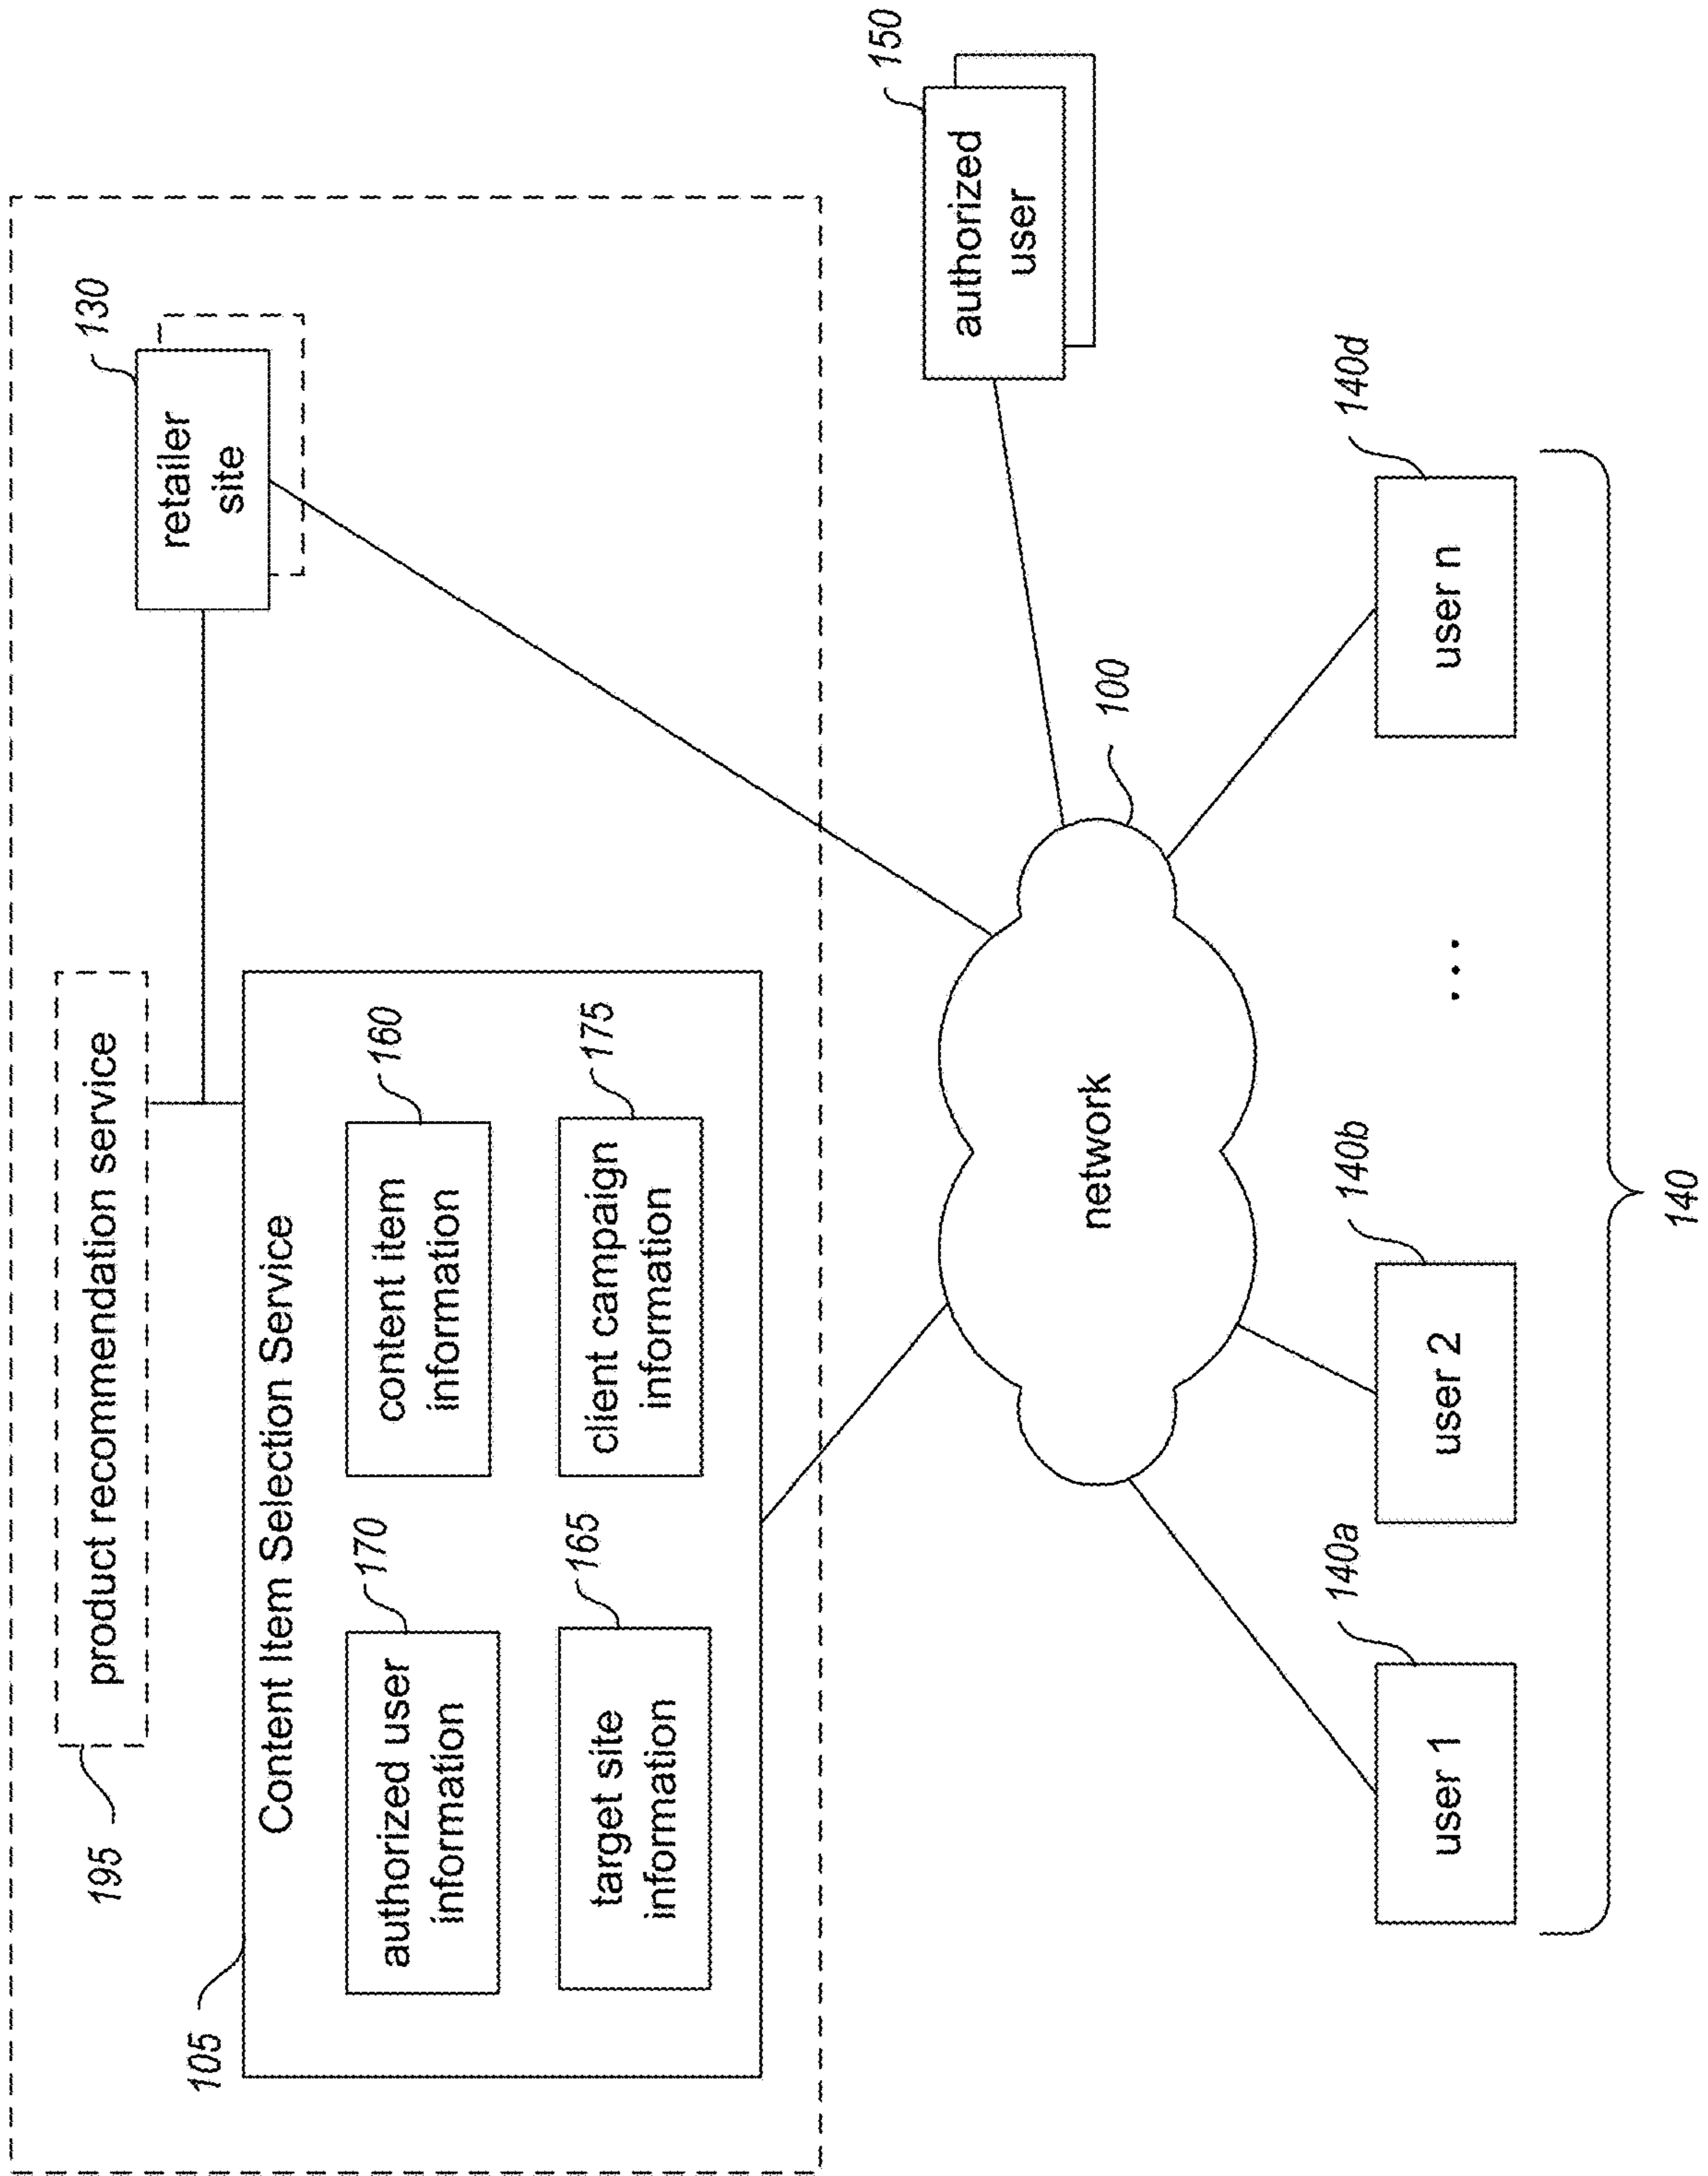 195
product recommendation service
130
retailer
site
105
Content Item Selection Service
170
authorized user
information
160
content item
information
165
target site
information
175
client campaign
information
150
authorized
user
100
network
140a
user 1
140b
user 2
...
140d
user n
140